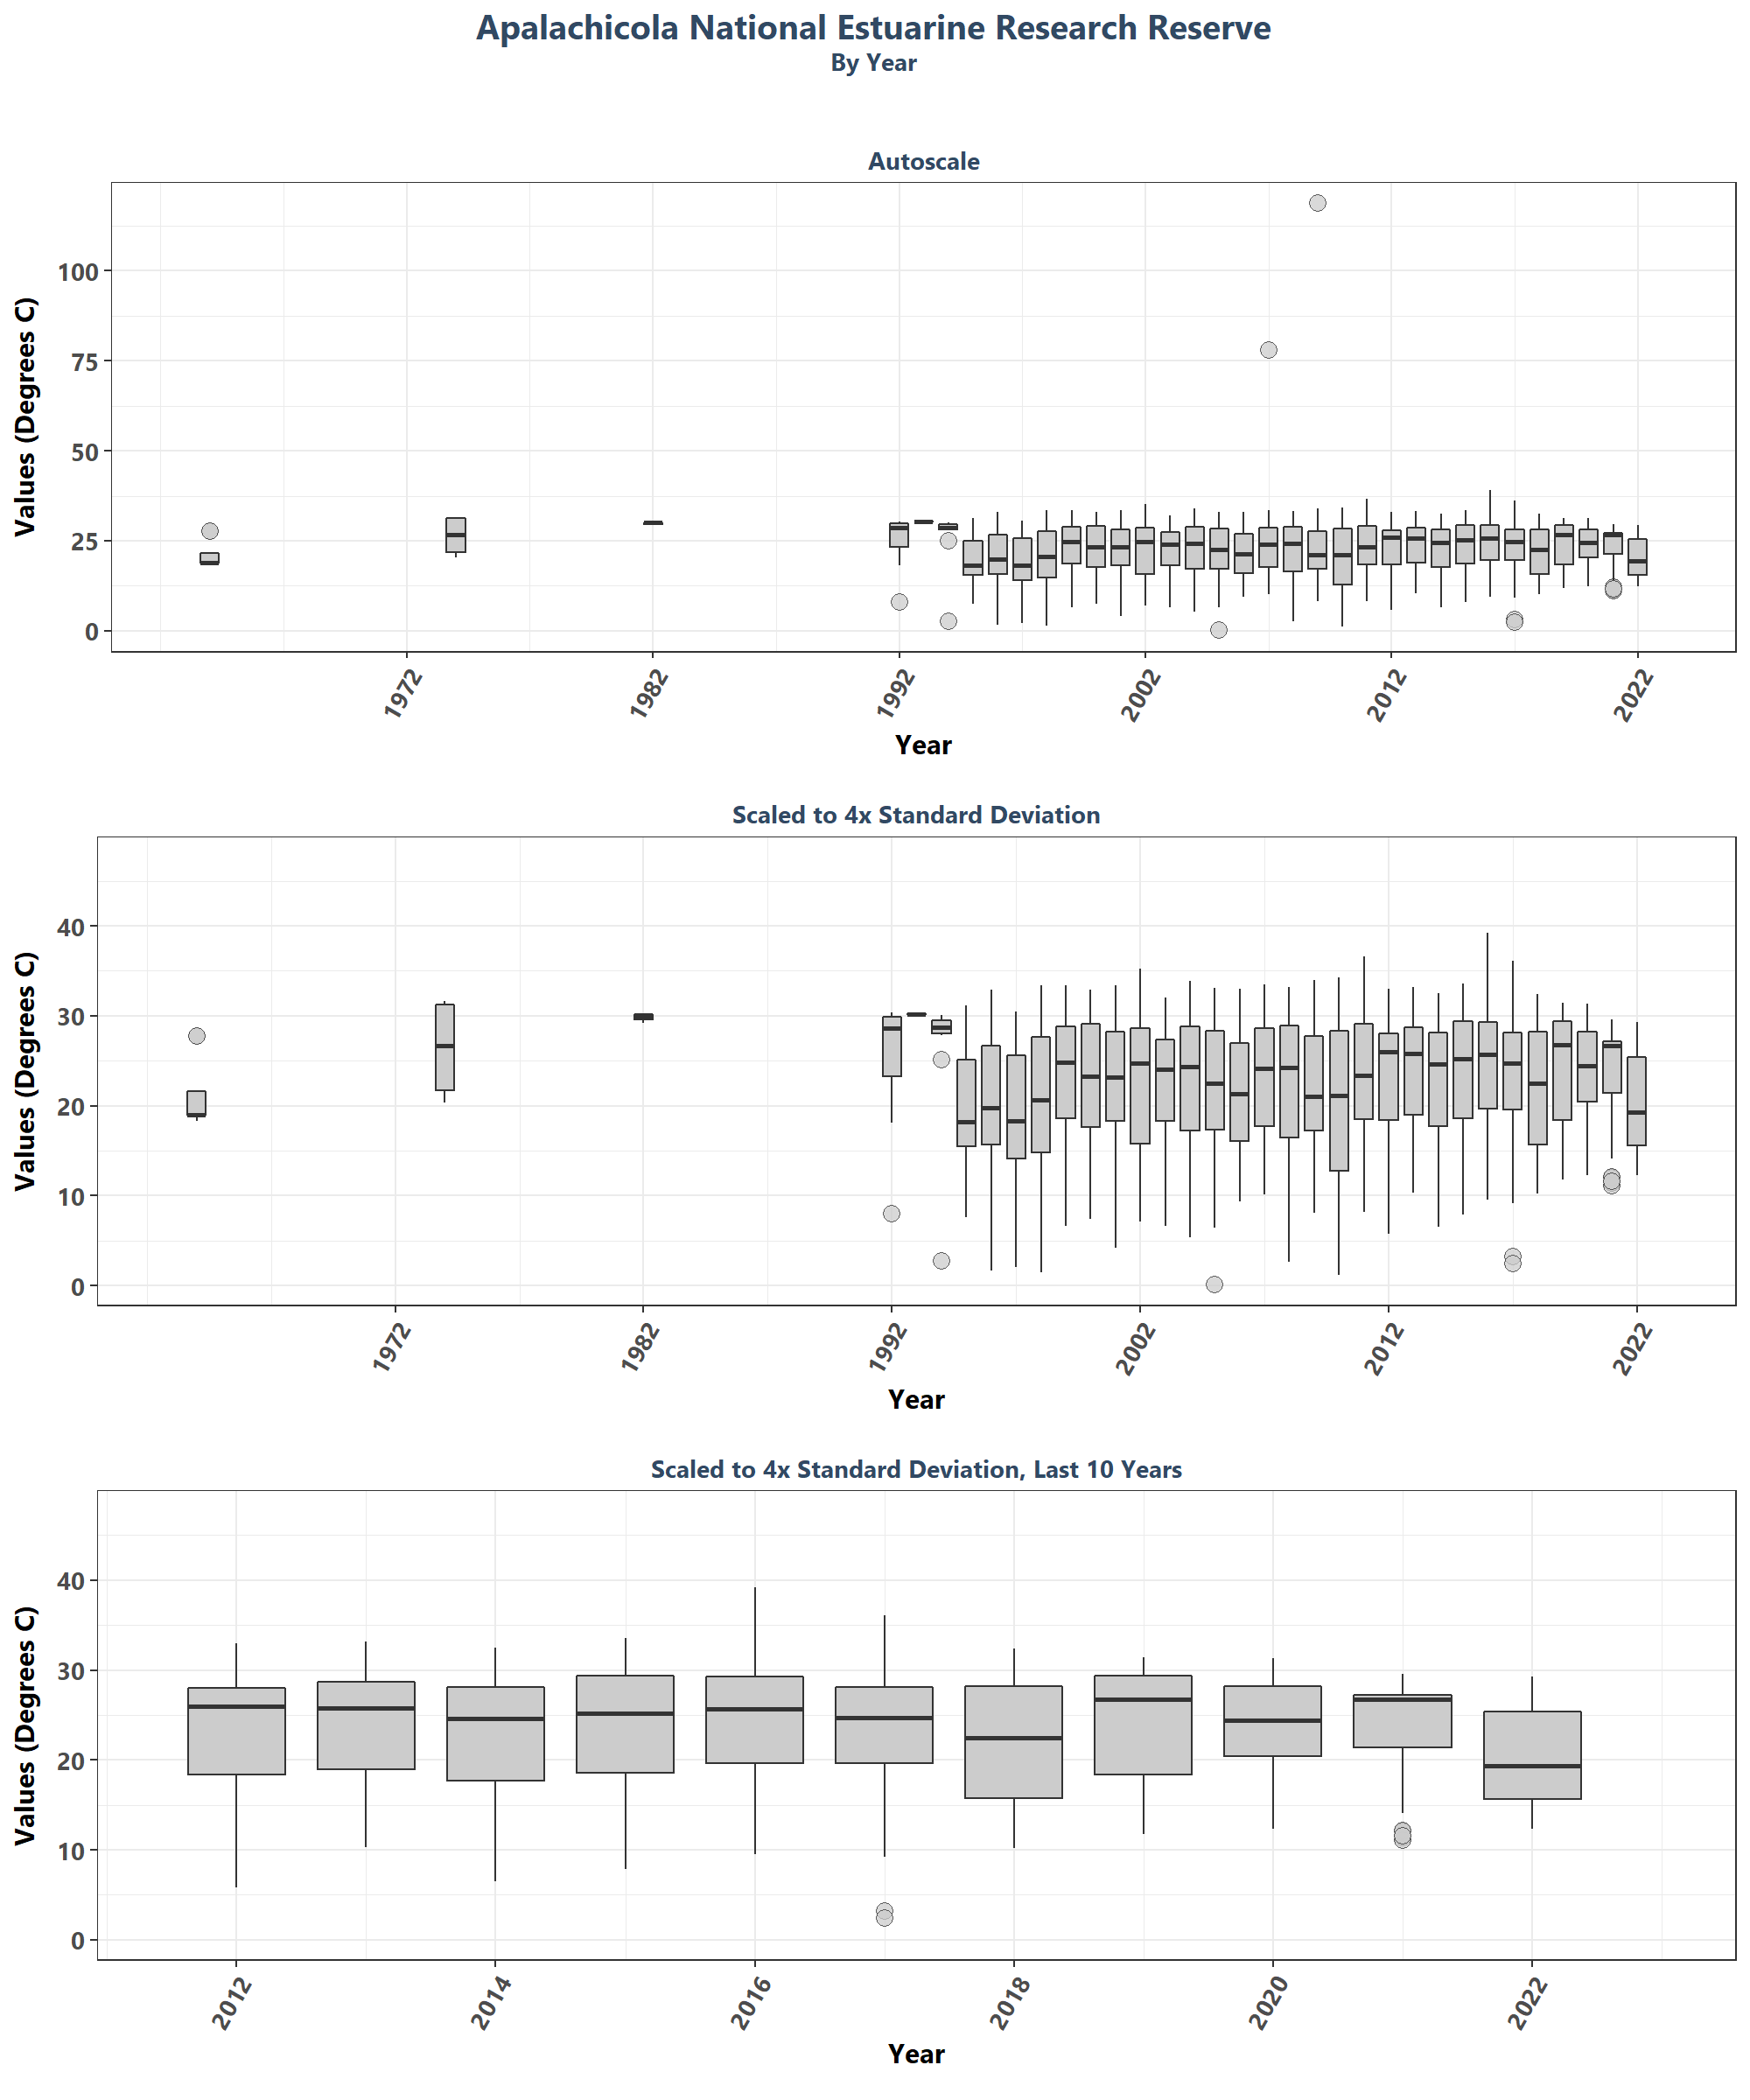 Apalachicola National Estuarine Research Reserve
By Year
Autoscale
Values (Degrees C)
100
75
50
25
0
1972 1982 1992 2002 2012 2022
Year
Scaled to 4x Standard Deviation
Values (Degrees C)
40
30
20
10
0
1972 1982 1992 2002 2012 2022
Year
Scaled to 4x Standard Deviation, Last 10 Years
Values (Degrees C)
40
30
20
10
0
2012 2014 2016 2018 2020 2022
Year